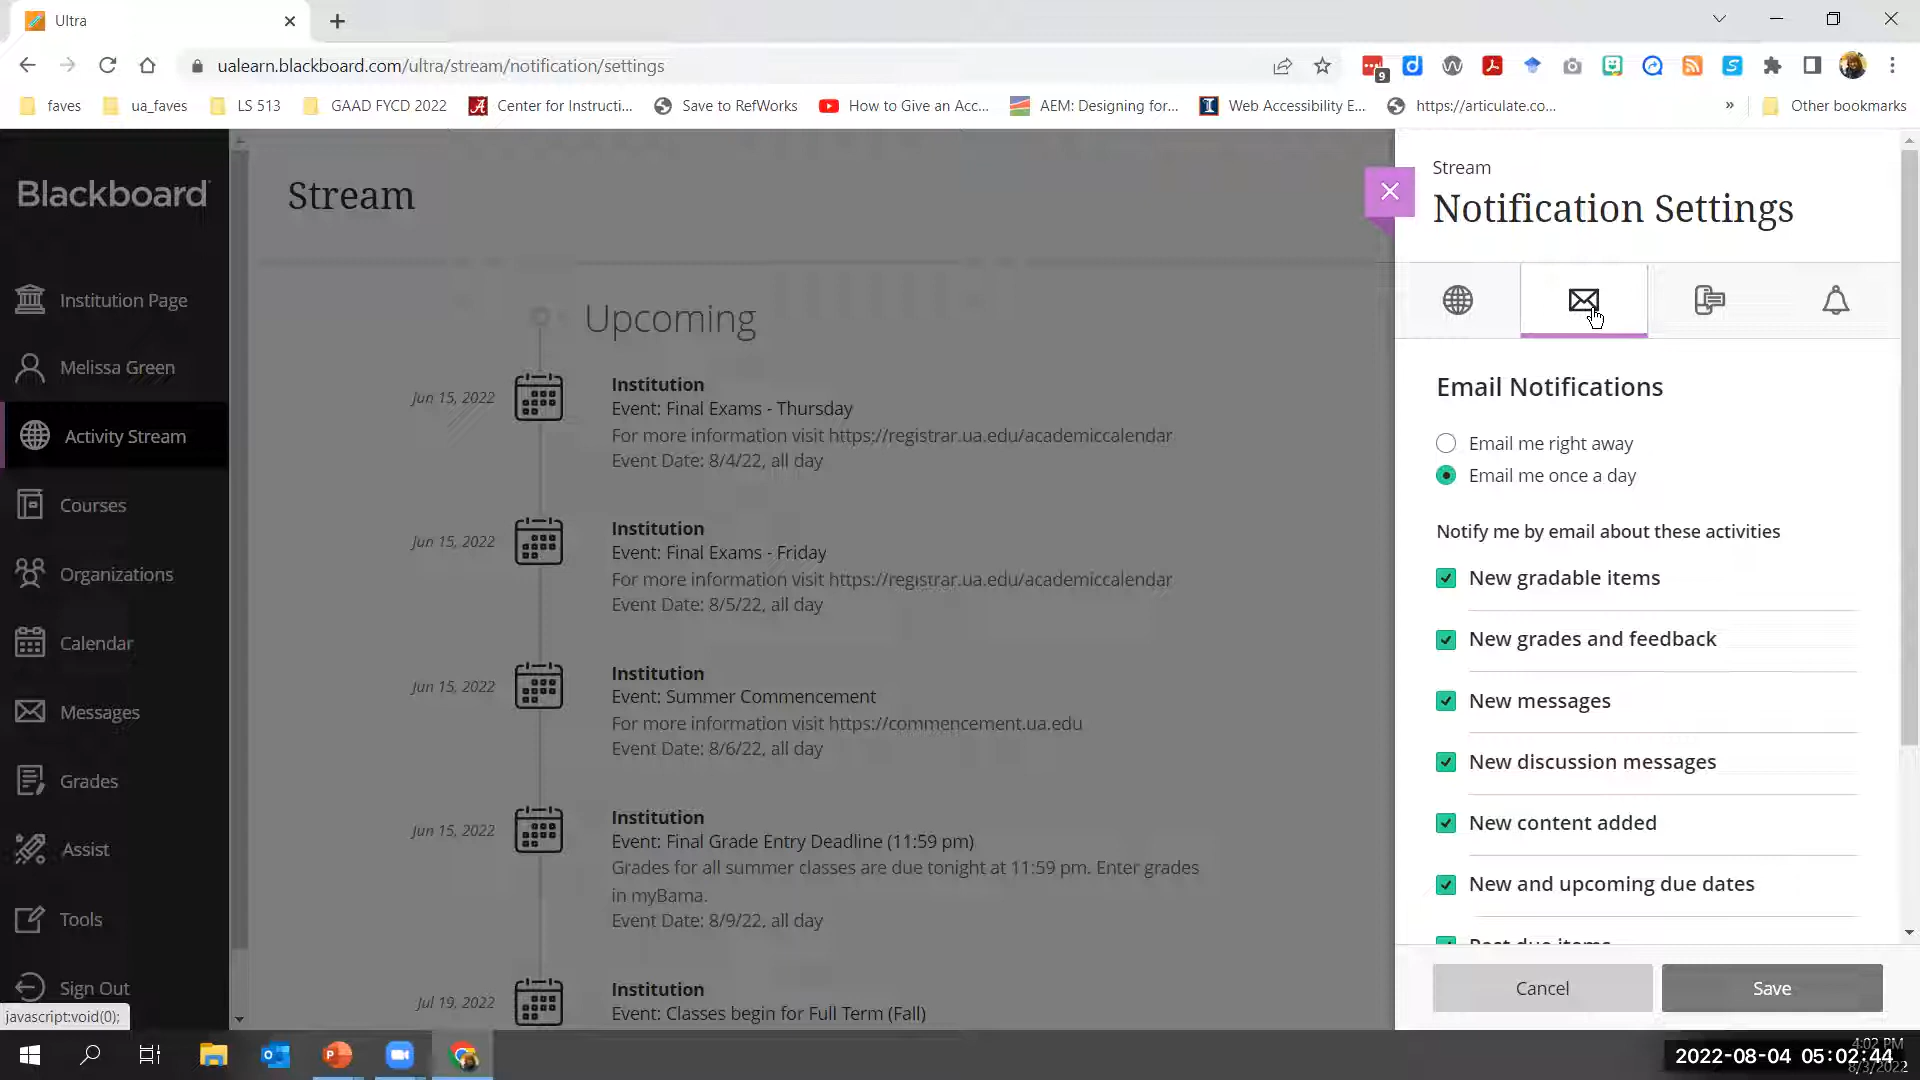 Ultra
ualearn.blackboard.com/ultra/stream/notification/settings
9
faves
ua_faves
LS 513
GAAD FYCD 2022
Center for Instructi...
Save to RefWorks
How to Give an Acc...
AEM: Designing for...
Web Accessibility E...
https://articulate.co...
»
Other bookmarks
Blackboard
Institution Page
Melissa Green
Activity Stream
Courses
Organizations
Calendar
Messages
Grades
Assist
Tools
Sign Out
javascript:void(0);
Stream
Upcoming
Jun 15, 2022
Institution
Event: Final Exams - Thursday
For more information visit https://registrar.ua.edu/academiccalendar
Event Date: 8/4/22, all day
Jun 15, 2022
Institution
Event: Final Exams - Friday
For more information visit https://registrar.ua.edu/academiccalendar
Event Date: 8/5/22, all day
Jun 15, 2022
Institution
Event: Summer Commencement
For more information visit https://commencement.ua.edu
Event Date: 8/6/22, all day
Jun 15, 2022
Institution
Event: Final Grade Entry Deadline (11:59 pm)
Grades for all summer classes are due tonight at 11:59 pm. Enter grades
in myBama.
Event Date: 8/9/22, all day
Jul 19, 2022
Institution
Event: Classes begin for Full Term (Fall)
Stream
Notification Settings
Email Notifications
Email me right away
Email me once a day
Notify me by email about these activities
New gradable items
New grades and feedback
New messages
New discussion messages
New content added
New and upcoming due dates
Past due items
Cancel
Save
4:02 PM
2022-08-04 05:02:44
8/3/2022